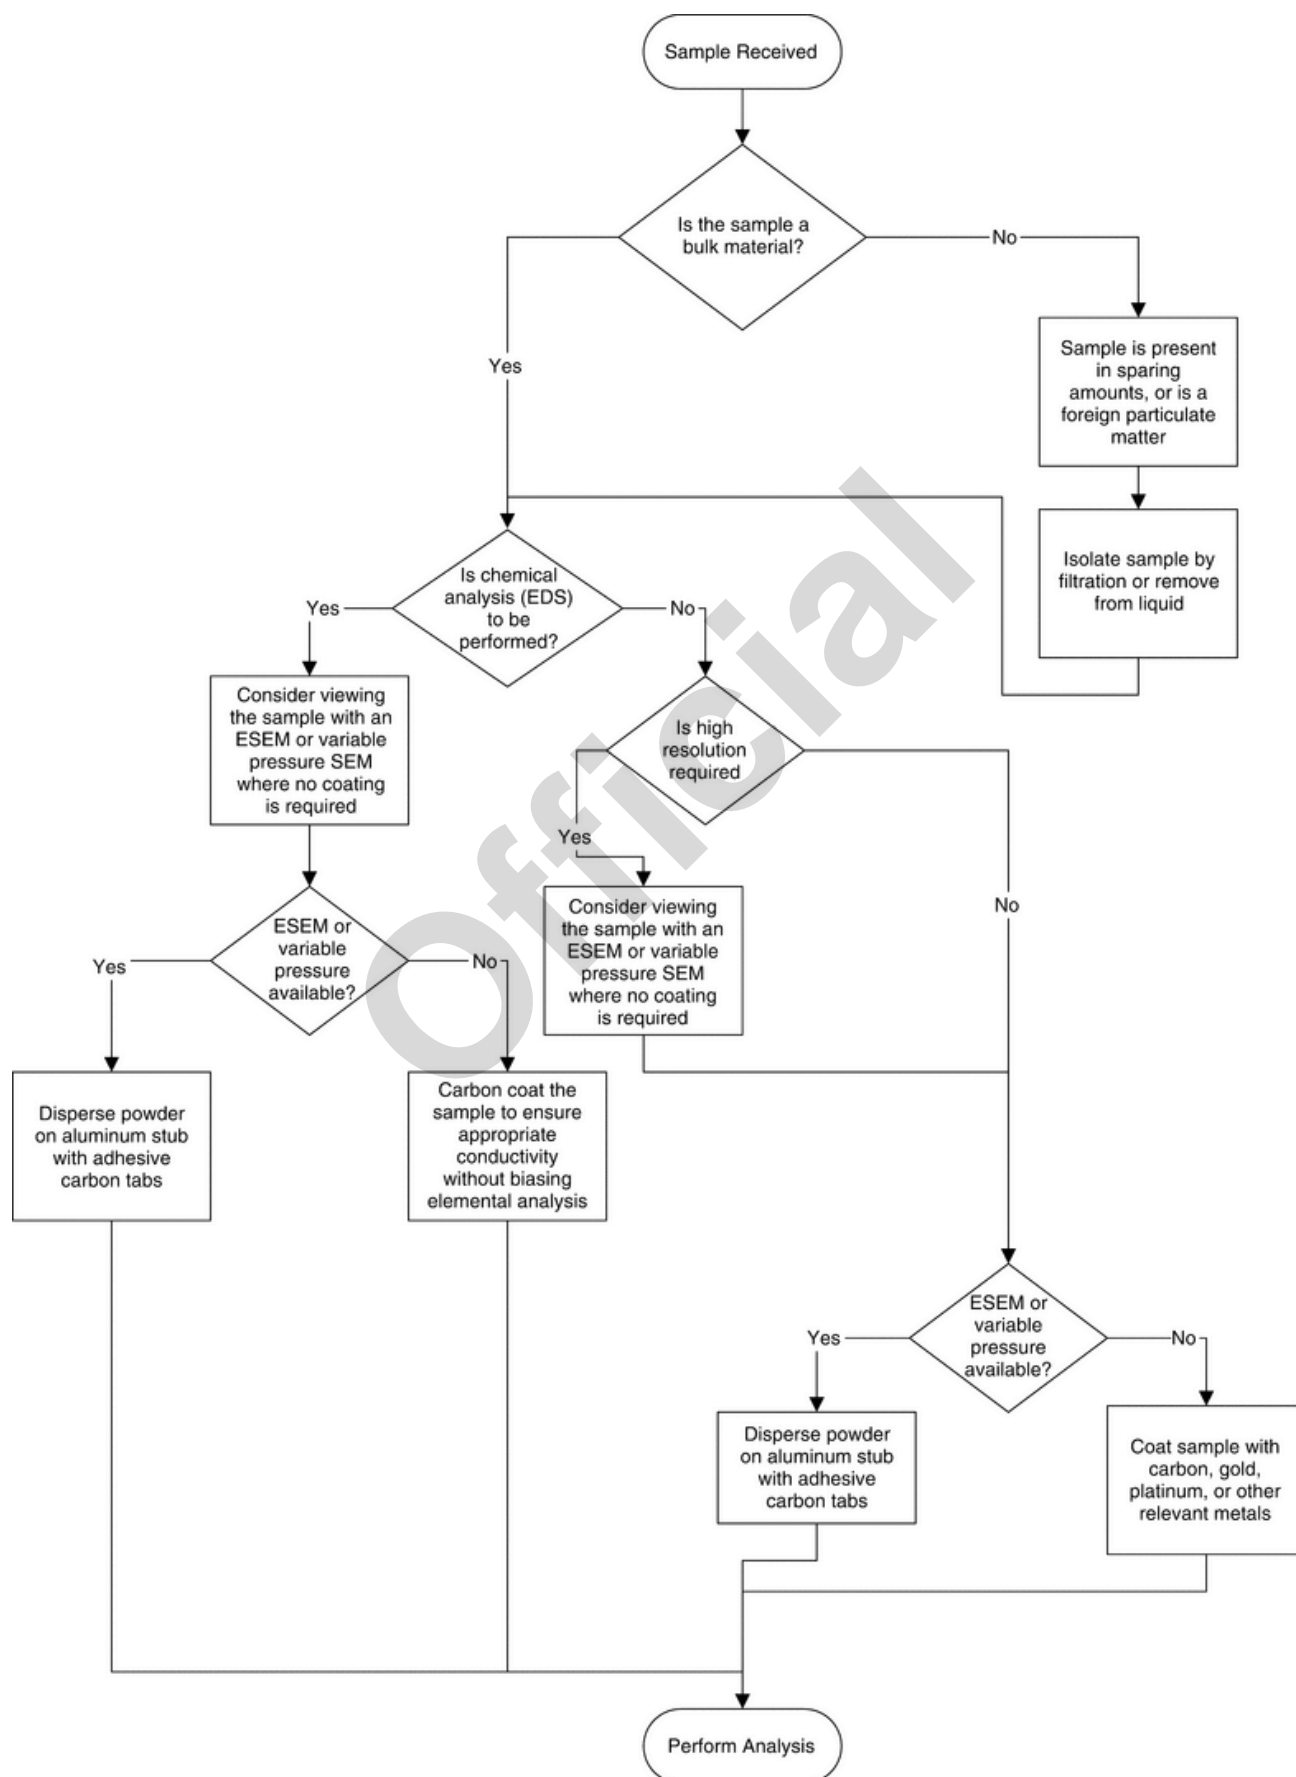 Sample Received
Is the sample a
bulk material?
No
Yes
Sample is present
in sparing
amounts, or is a
foreign particulate
matter
Isolate sample by
filtration or remove
from liquid
Is chemical
analysis (EDS)
to be
performed?
Yes
No
Consider viewing
the sample with an
ESEM or variable
pressure SEM
where no coating
is required
Is high
resolution
required
Yes
No
Consider viewing
the sample with an
ESEM or variable
pressure SEM
where no coating
is required
ESEM or
variable
pressure
available?
Yes
No
Disperse powder
on aluminum stub
with adhesive
carbon tabs
Carbon coat the
sample to ensure
appropriate
conductivity
without biasing
elemental analysis
ESEM or
variable
pressure
available?
Yes
No
Disperse powder
on aluminum stub
with adhesive
carbon tabs
Coat sample with
carbon, gold,
platinum, or other
relevant metals
Perform Analysis
Official